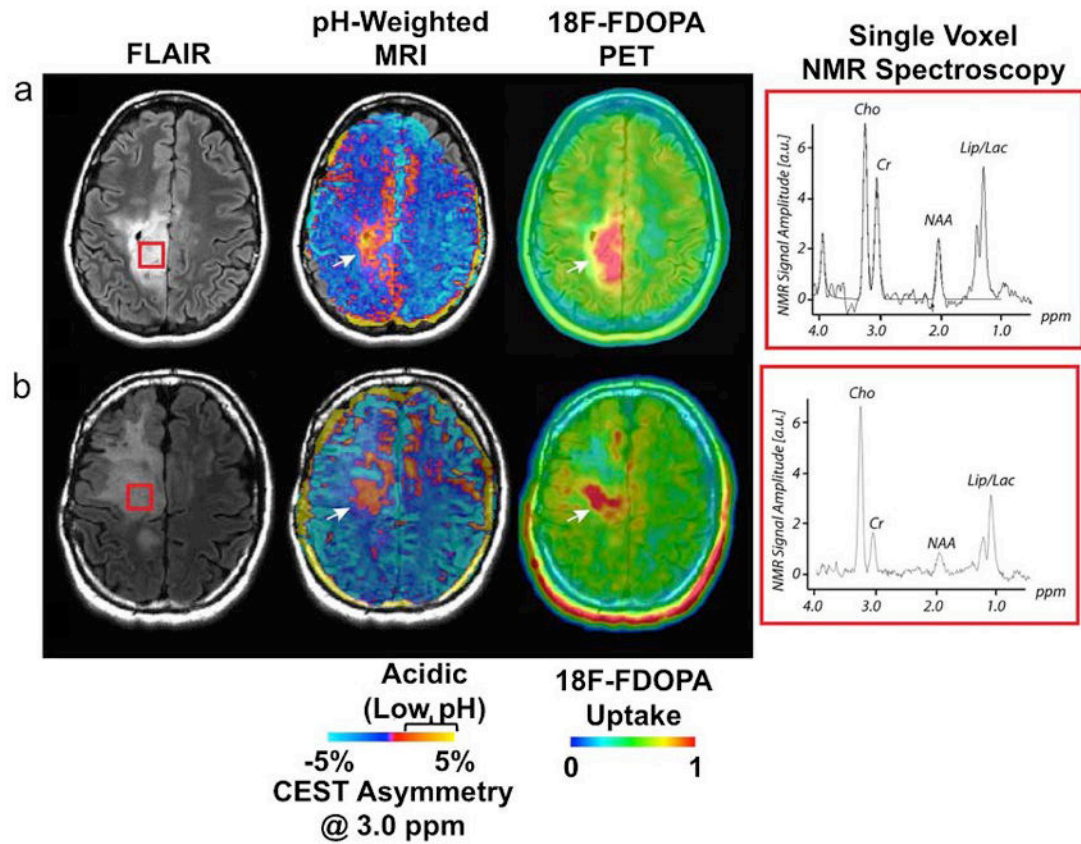 FLAIR
pH-Weighted
MRI
18F-FDOPA
PET
Single Voxel
NMR Spectroscopy
a
NMR Signal Amplitude [a.u.]
6
4
2
0
Cho
Cr
NAA
Lip/Lac
4.0 3.0 2.0 1.0
ppm
b
NMR Signal Amplitude [a.u.]
6
4
2
0
Cho
Cr
NAA
Lip/Lac
4.0 3.0 2.0 1.0
ppm
Acidic
(Low pH)
-5% 5%
CEST Asymmetry
@ 3.0 ppm
18F-FDOPA
Uptake
0 1